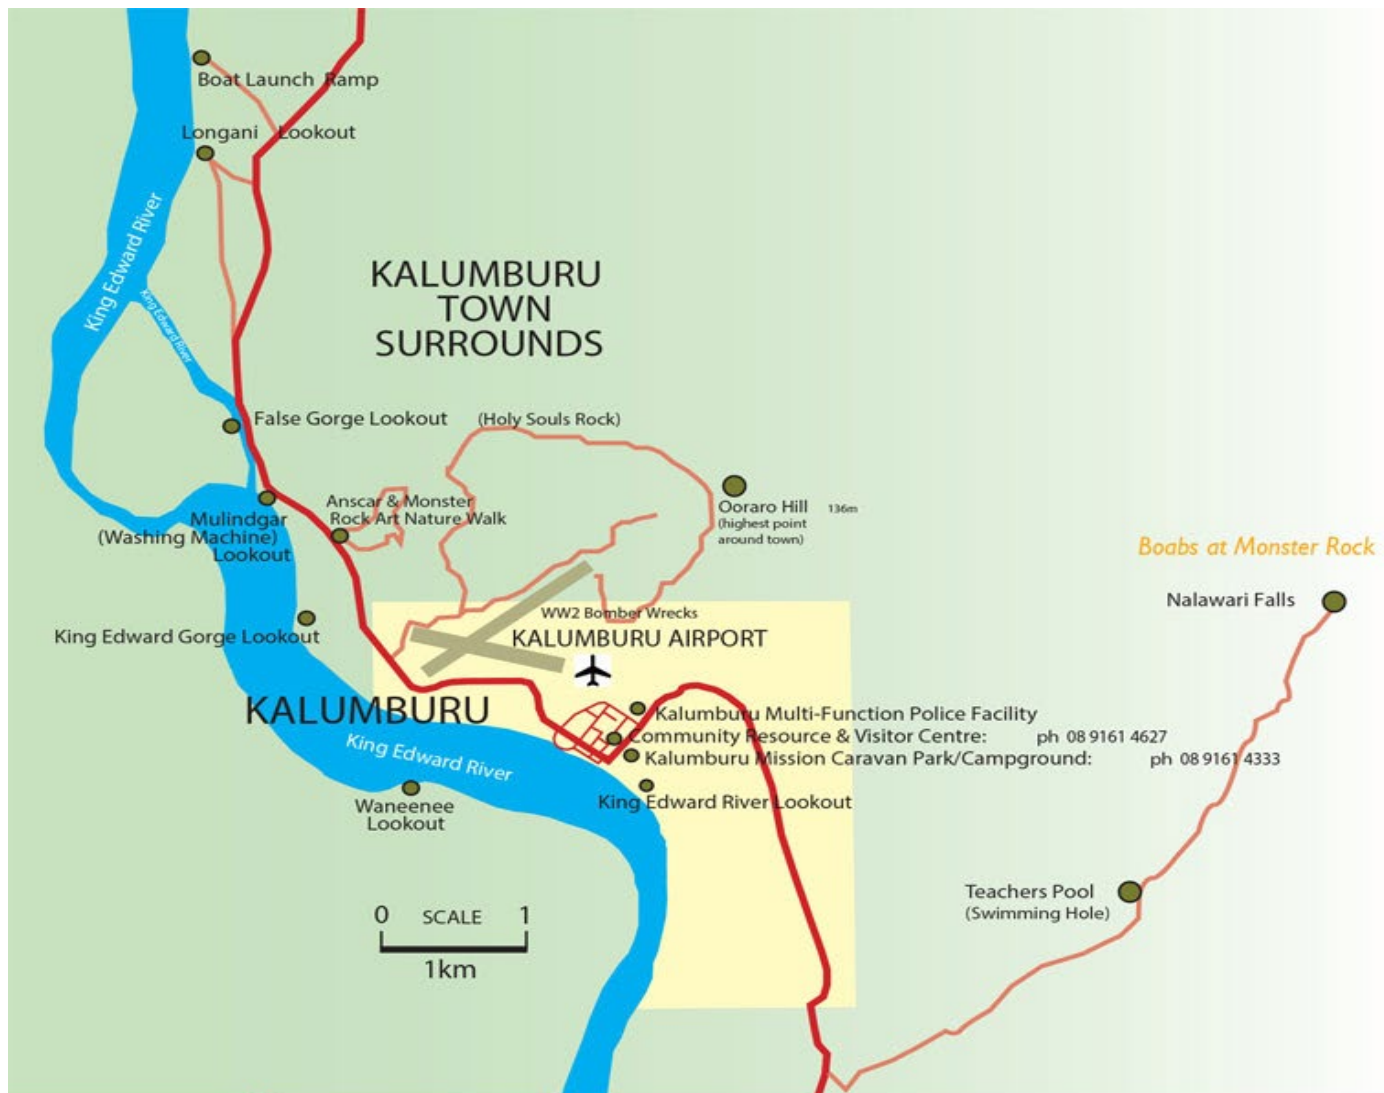 Boat Launch Ramp
Longani Lookout
King Edward River
King Edward River
KALUMBURU
TOWN
SURROUNDS
False Gorge Lookout (Holy Souls Rock)
Anscar & Monster
Rock Art Nature Walk
Ooraro Hill 136m
(highest point
around town)
Mulindgar
(Washing Machine)
Lookout
Boabs at Monster Rock
Nalawari Falls
WW2 Bomber Wrecks
KALUMBURU AIRPORT
King Edward Gorge Lookout
KALUMBURU
King Edward River
Kalumburu Multi-Function Police Facility
Community Resource & Visitor Centre: ph 08 9161 4627
Kalumburu Mission Caravan Park/Campground: ph 08 9161 4333
King Edward River Lookout
Waneenee
Lookout
Teachers Pool
(Swimming Hole)
0 SCALE 1
1km